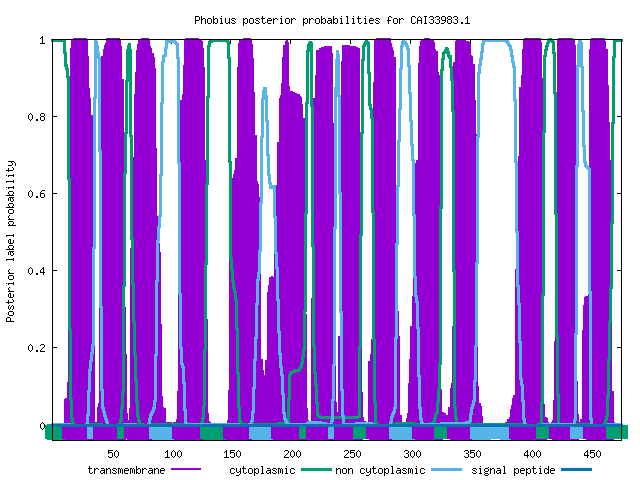 Phobius posterior probabilities for CAI33983.1
1
0.8
0.6
0.4
0.2
0
Posterior label probability
50 100 150 200 250 300 350 400 450
transmembrane cytoplasmic non cytoplasmic signal peptide